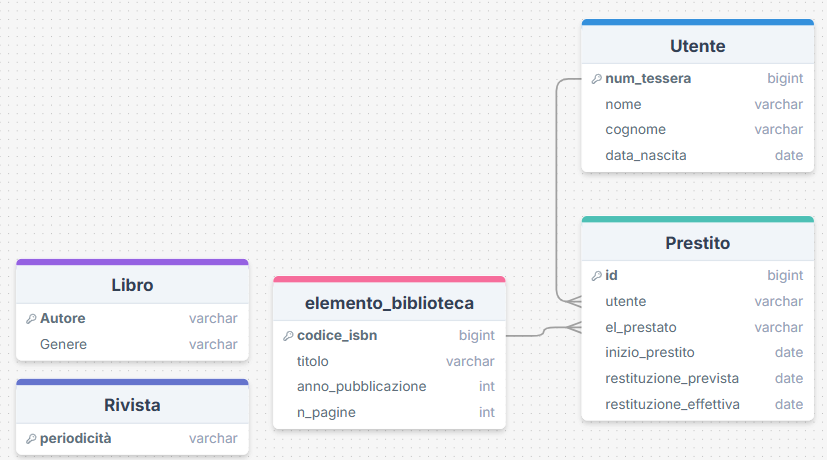 Utente
num_tessera bigint
nome varchar
cognome varchar
data_nascita date
Prestito
id bigint
utente varchar
el_prestato varchar
inizio_prestito date
restituzione_prevista date
restituzione_effettiva date
Libro
Autore varchar
Genere varchar
elemento_biblioteca
codice_isbn bigint
titolo varchar
anno_pubblicazione int
n_pagine int
Rivista
periodicità varchar